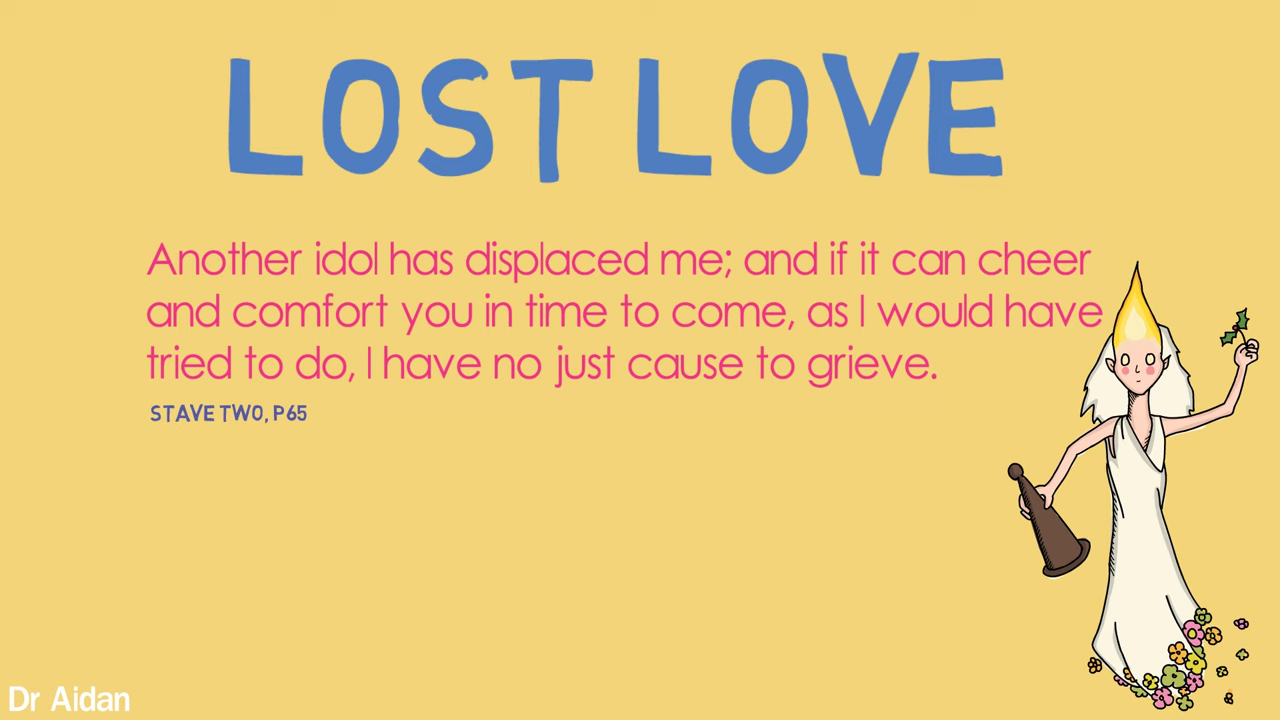 LOST LOVE
Another idol has displaced me; and if it can cheer
and comfort you in time to come, as I would have
tried to do, I have no just cause to grieve.
STAVE TWO, P65
Dr Aidan